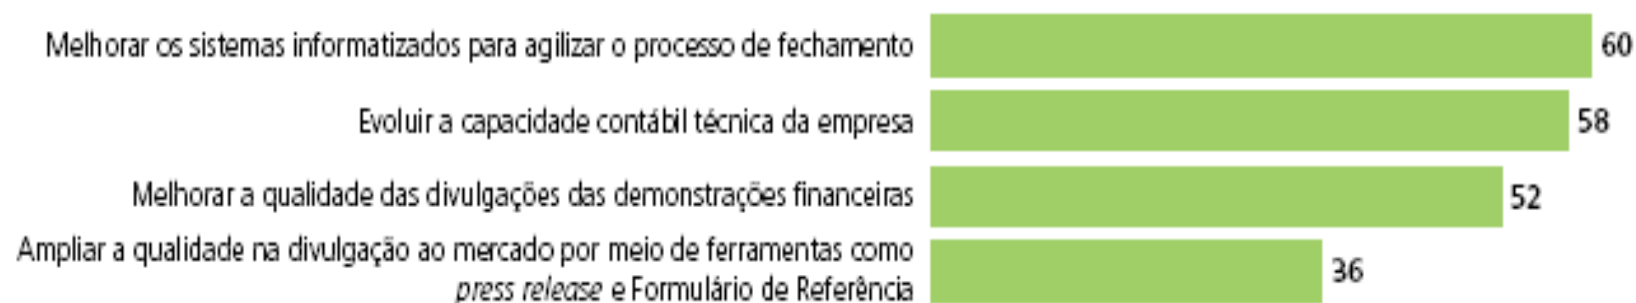 Melhorar os sistemas informatizados para agilizar o processo de fechamento 60
Evoluir a capacidade contábil técnica da empresa 58
Melhorar a qualidade das divulgações das demonstrações financeiras 52
Ampliar a qualidade na divulgação ao mercado por meio de ferramentas como
press release e Formulário de Referência 36